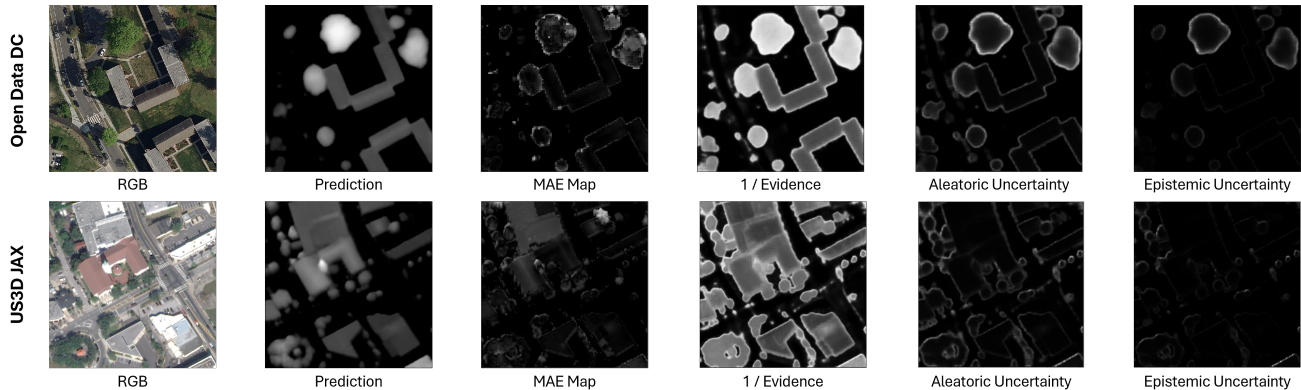 Open Data DC
RGB
Prediction
MAE Map
1 / Evidence
Aleatoric Uncertainty
Epistemic Uncertainty
US3D JAX
RGB
Prediction
MAE Map
1 / Evidence
Aleatoric Uncertainty
Epistemic Uncertainty